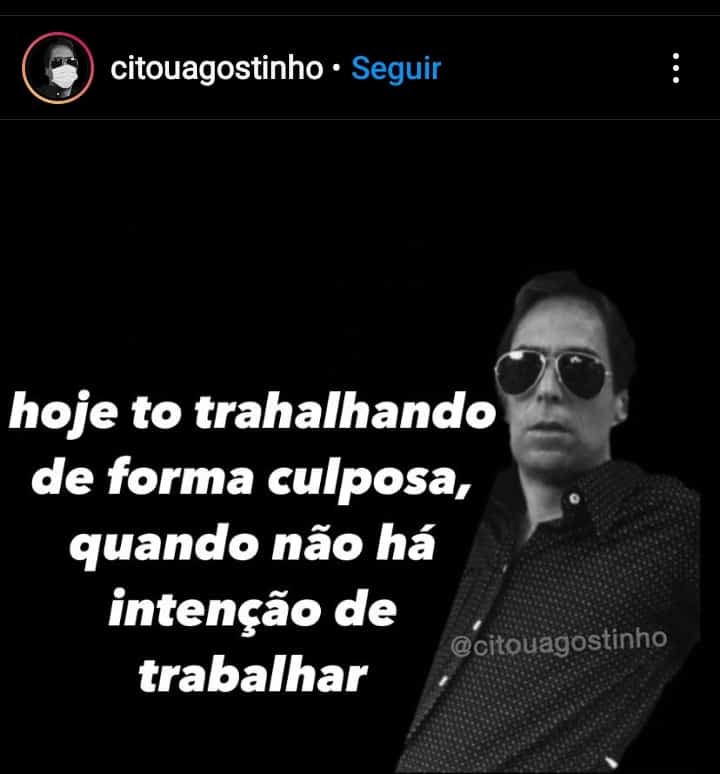 citouagostinho • Seguir
hoje to trahalhando
de forma culposa,
quando não há
intenção de
trabalhar
@citouagostinho